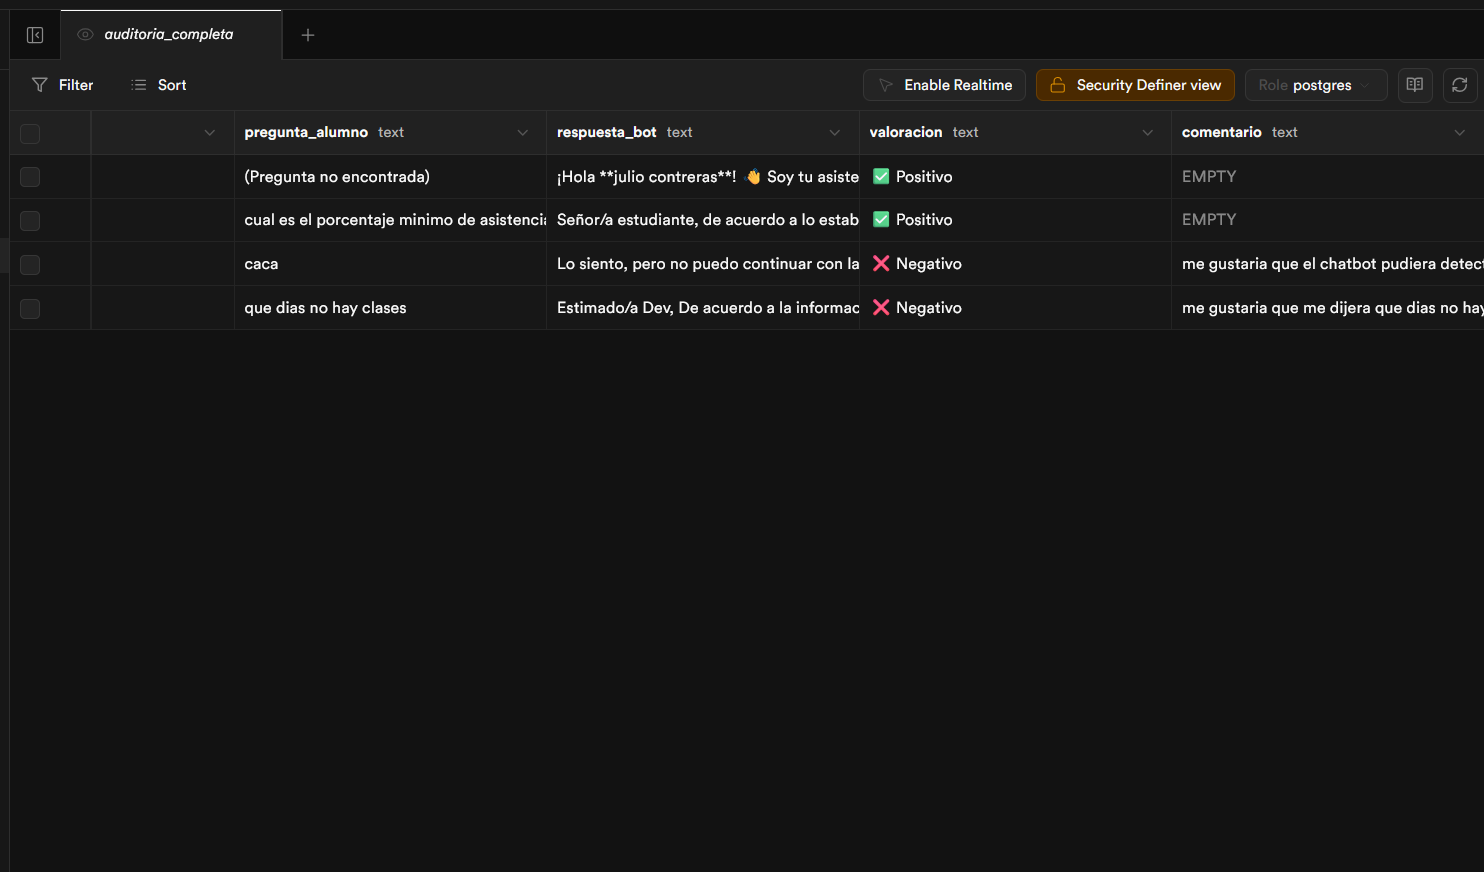 auditoria_completa
Filter Sort Enable Realtime Security Definer view Role postgres
pregunta_alumno text respuesta_bot text valoracion text comentario text
(Pregunta no encontrada) ¡Hola **julio contreras**! 👋 Soy tu asiste ✅ Positivo EMPTY
cual es el porcentaje minimo de asistencia Señor/a estudiante, de acuerdo a lo estab ✅ Positivo EMPTY
caca Lo siento, pero no puedo continuar con la ❌ Negativo me gustaria que el chatbot pudiera detect
que dias no hay clases Estimado/a Dev, De acuerdo a la informac ❌ Negativo me gustaria que me dijera que dias no hay